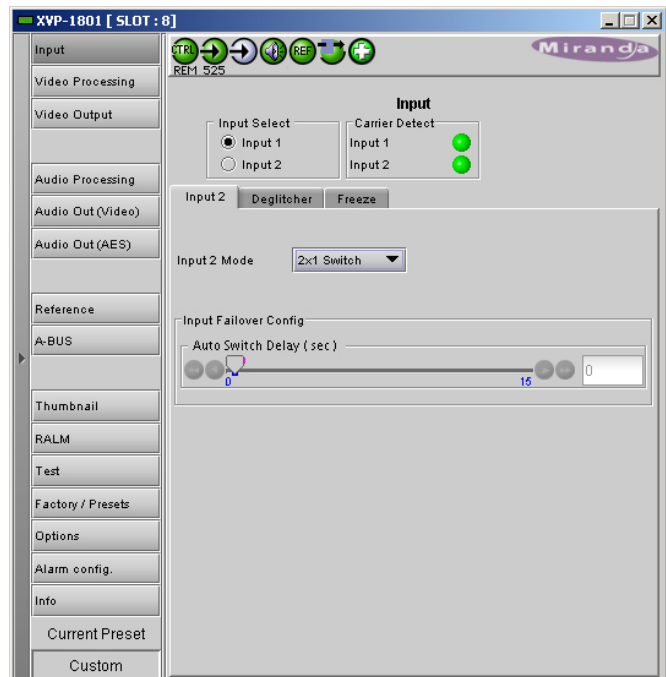 XVP-1801 [ SLOT : 8]
Input
Video Processing
Video Output
Audio Processing
Audio Out (Video)
Audio Out (AES)
Reference
A-BUS
Thumbnail
RALM
Test
Factory / Presets
Options
Alarm config.
Info
Current Preset
Custom
CTRL
REF
REM 525
Miranda
Input
Input Select
Input 1
Input 2
Carrier Detect
Input 1
Input 2
Input 2
Deglitcher
Freeze
Input 2 Mode
2x1 Switch
Input Failover Config
Auto Switch Delay ( sec )
0
15
0